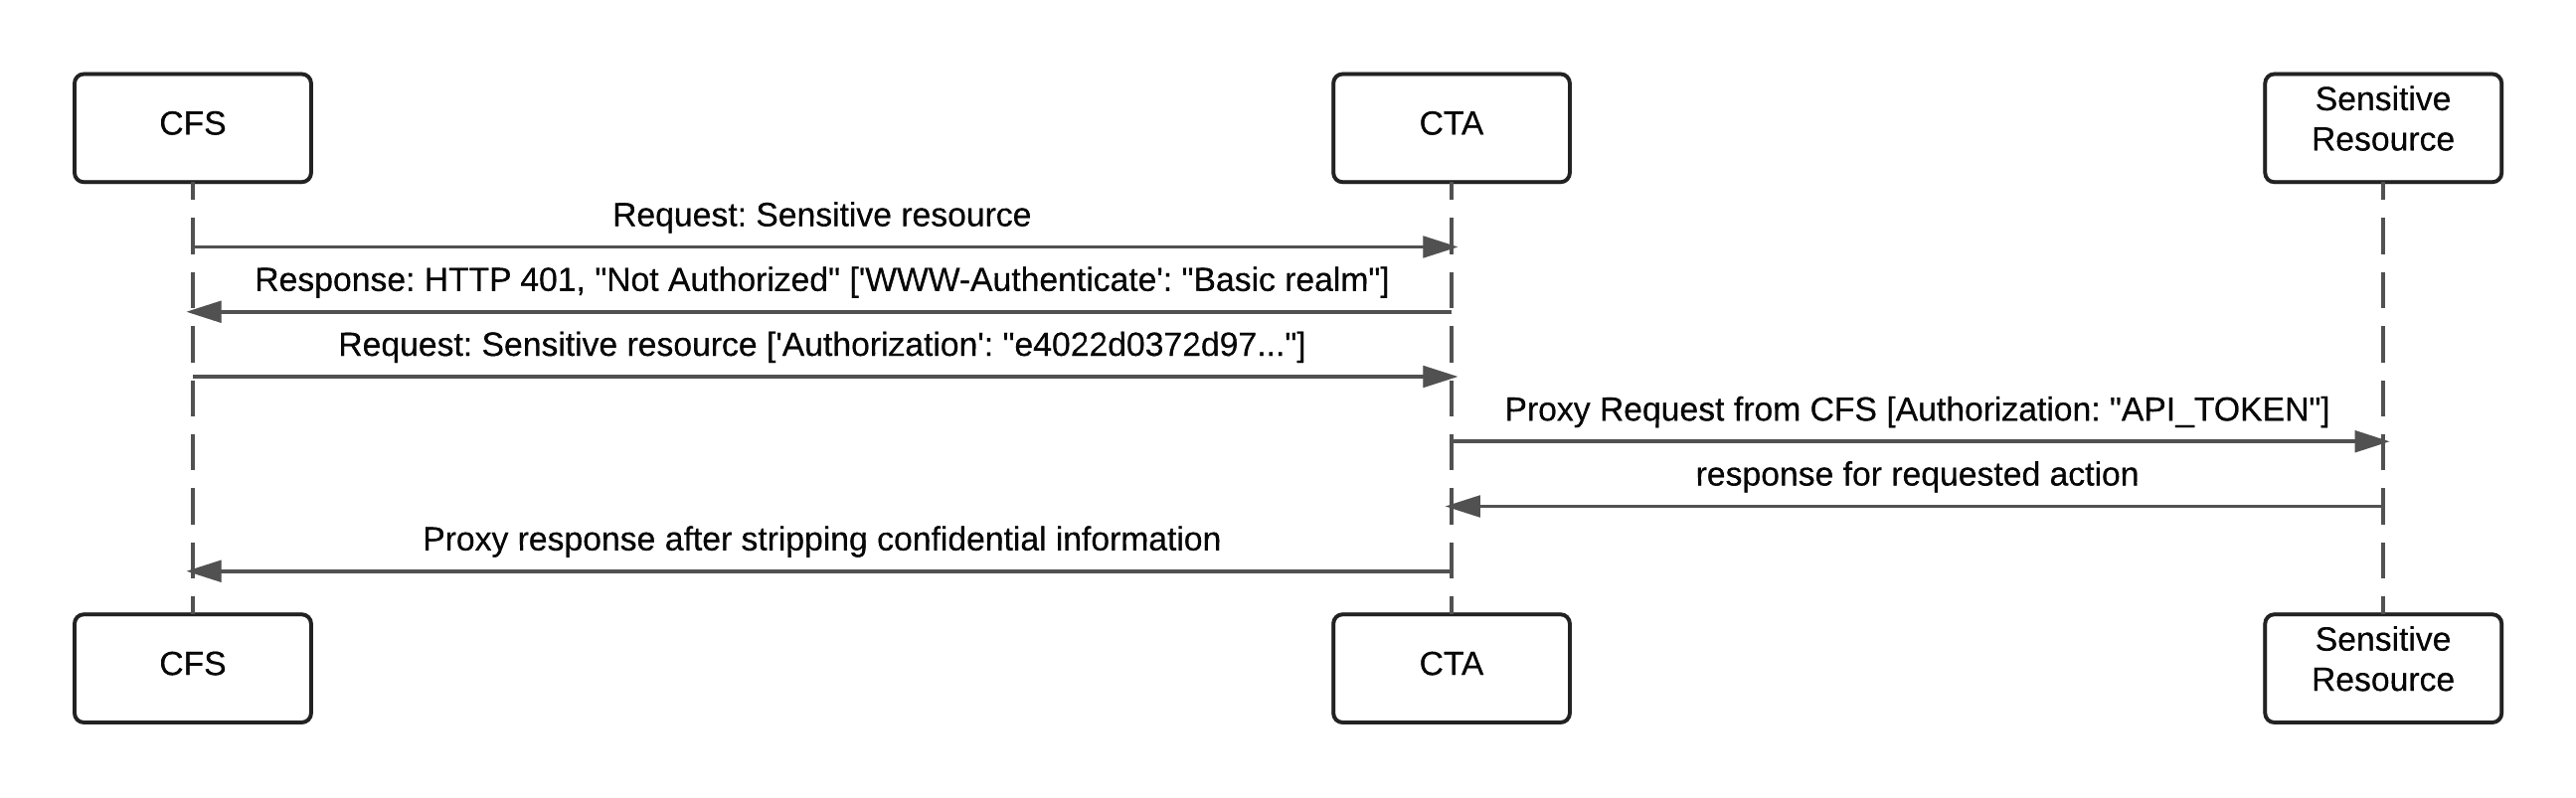 CFS
CTA
Sensitive
Resource
Request: Sensitive resource
Response: HTTP 401, "Not Authorized" ['WWW-Authenticate': "Basic realm"]
Request: Sensitive resource ['Authorization': "e4022d0372d97..."]
Proxy Request from CFS [Authorization: "API_TOKEN"]
response for requested action
Proxy response after stripping confidential information
CFS
CTA
Sensitive
Resource